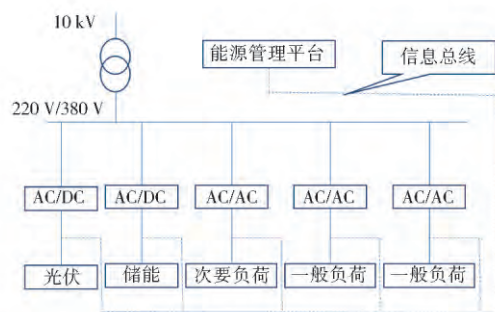 10 kV
能源管理平台
信息总线
220 V/380 V
AC/DC
AC/DC
AC/AC
AC/AC
AC/AC
光伏
储能
次要负荷
一般负荷
一般负荷